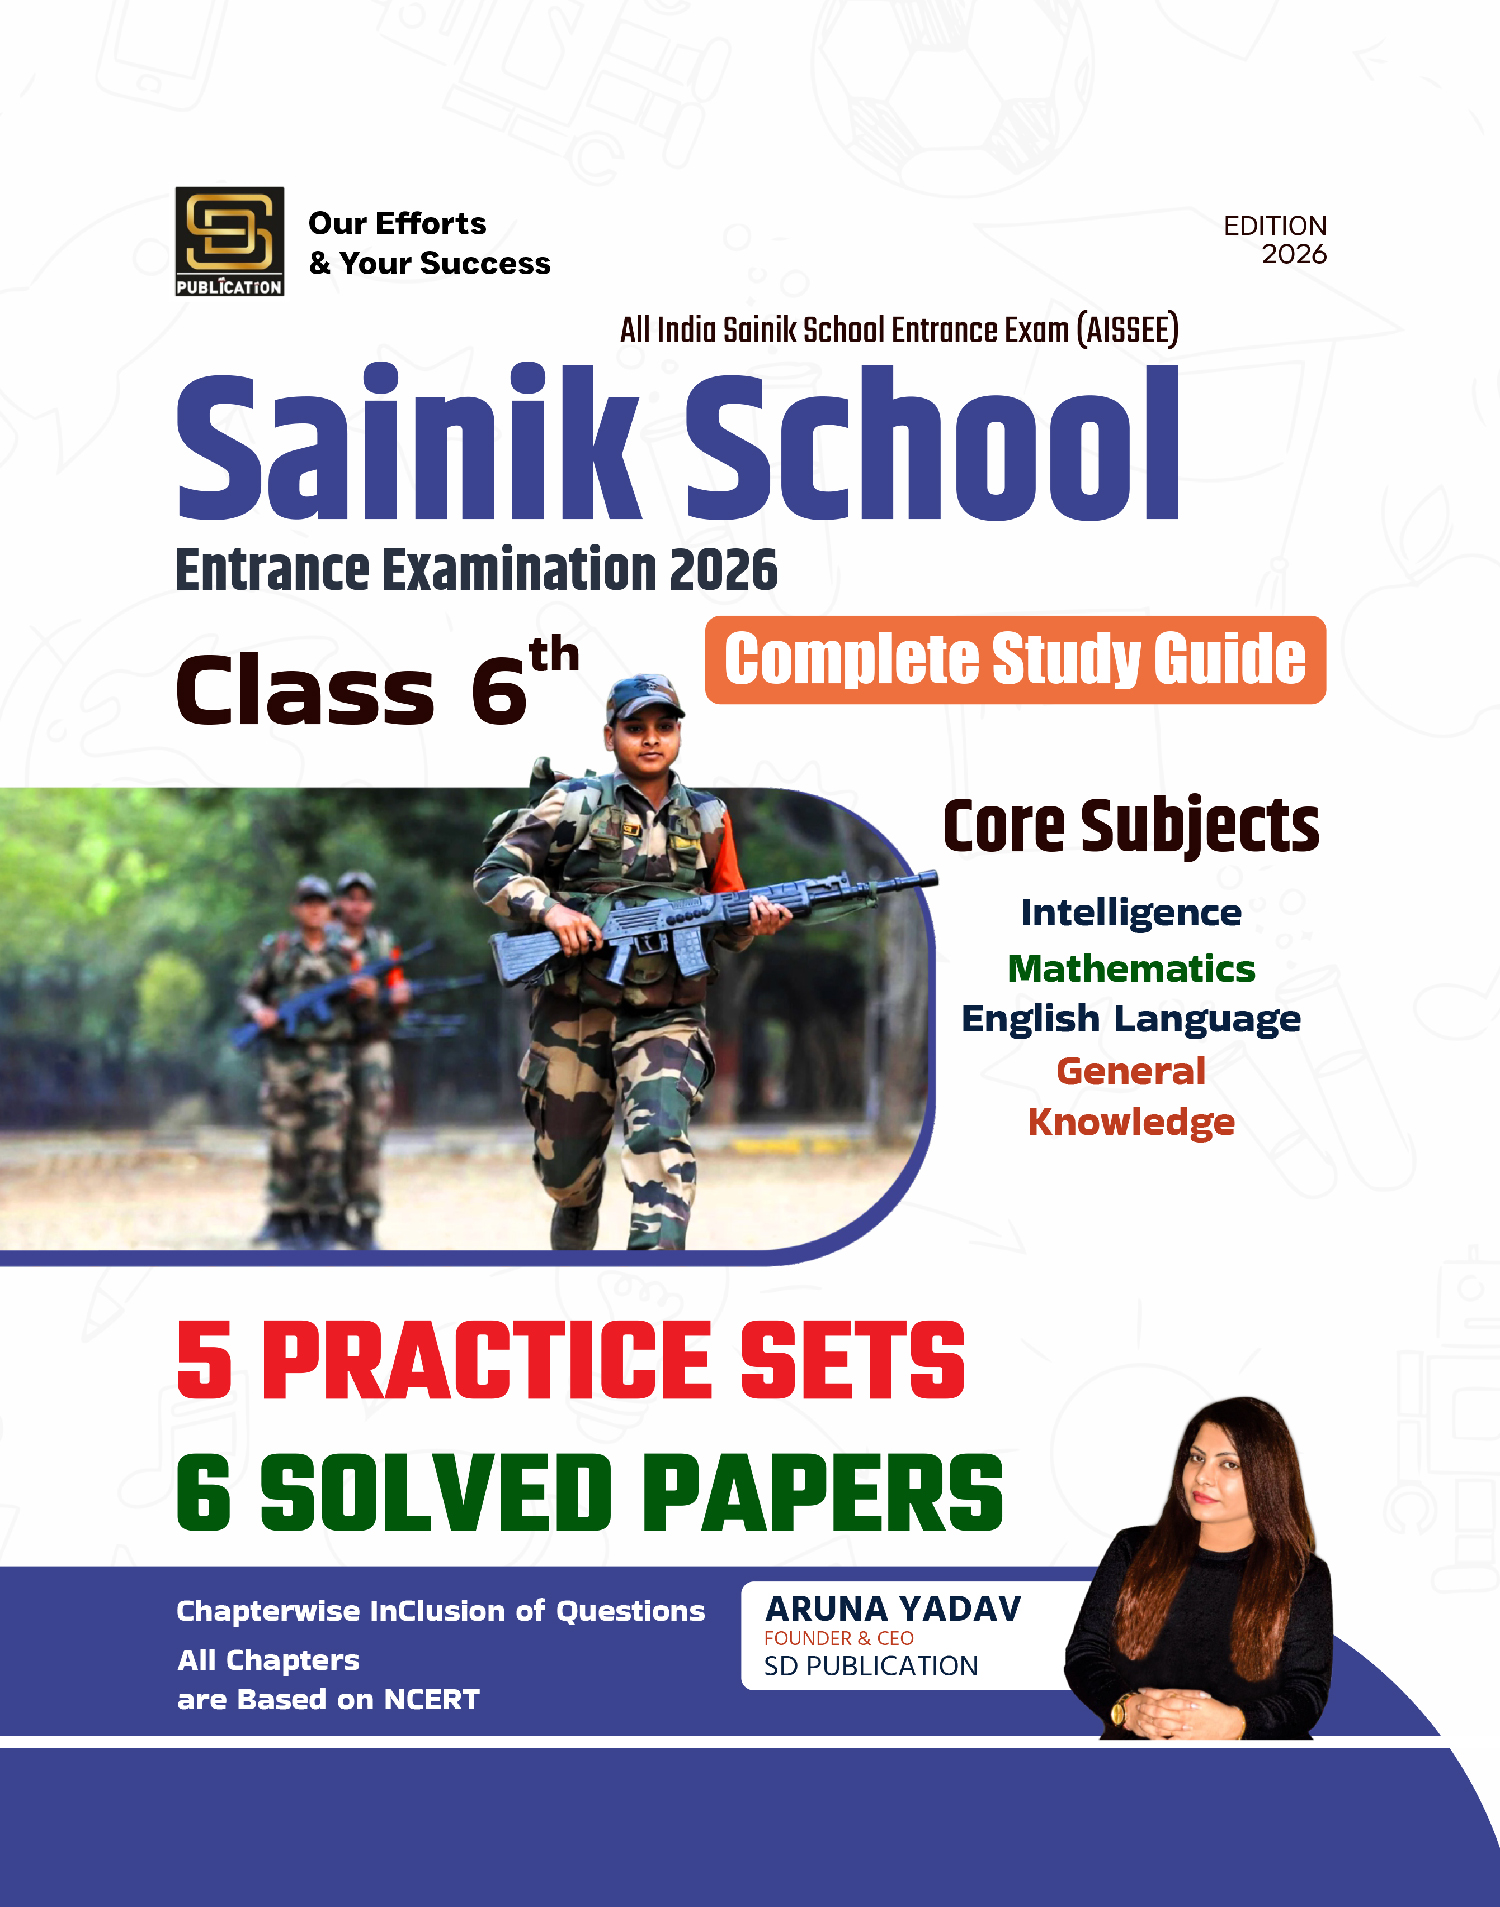 SD
PUBLICATION
Our Efforts
& Your Success
EDITION
2026
All India Sainik School Entrance Exam (AISSEE)
Sainik School
Entrance Examination 2026
Class 6th
Complete Study Guide
Core Subjects
Intelligence
Mathematics
English Language
General
Knowledge
5 PRACTICE SETS
6 SOLVED PAPERS
Chapterwise InClusion of Questions
All Chapters
are Based on NCERT
ARUNA YADAV
FOUNDER & CEO
SD PUBLICATION